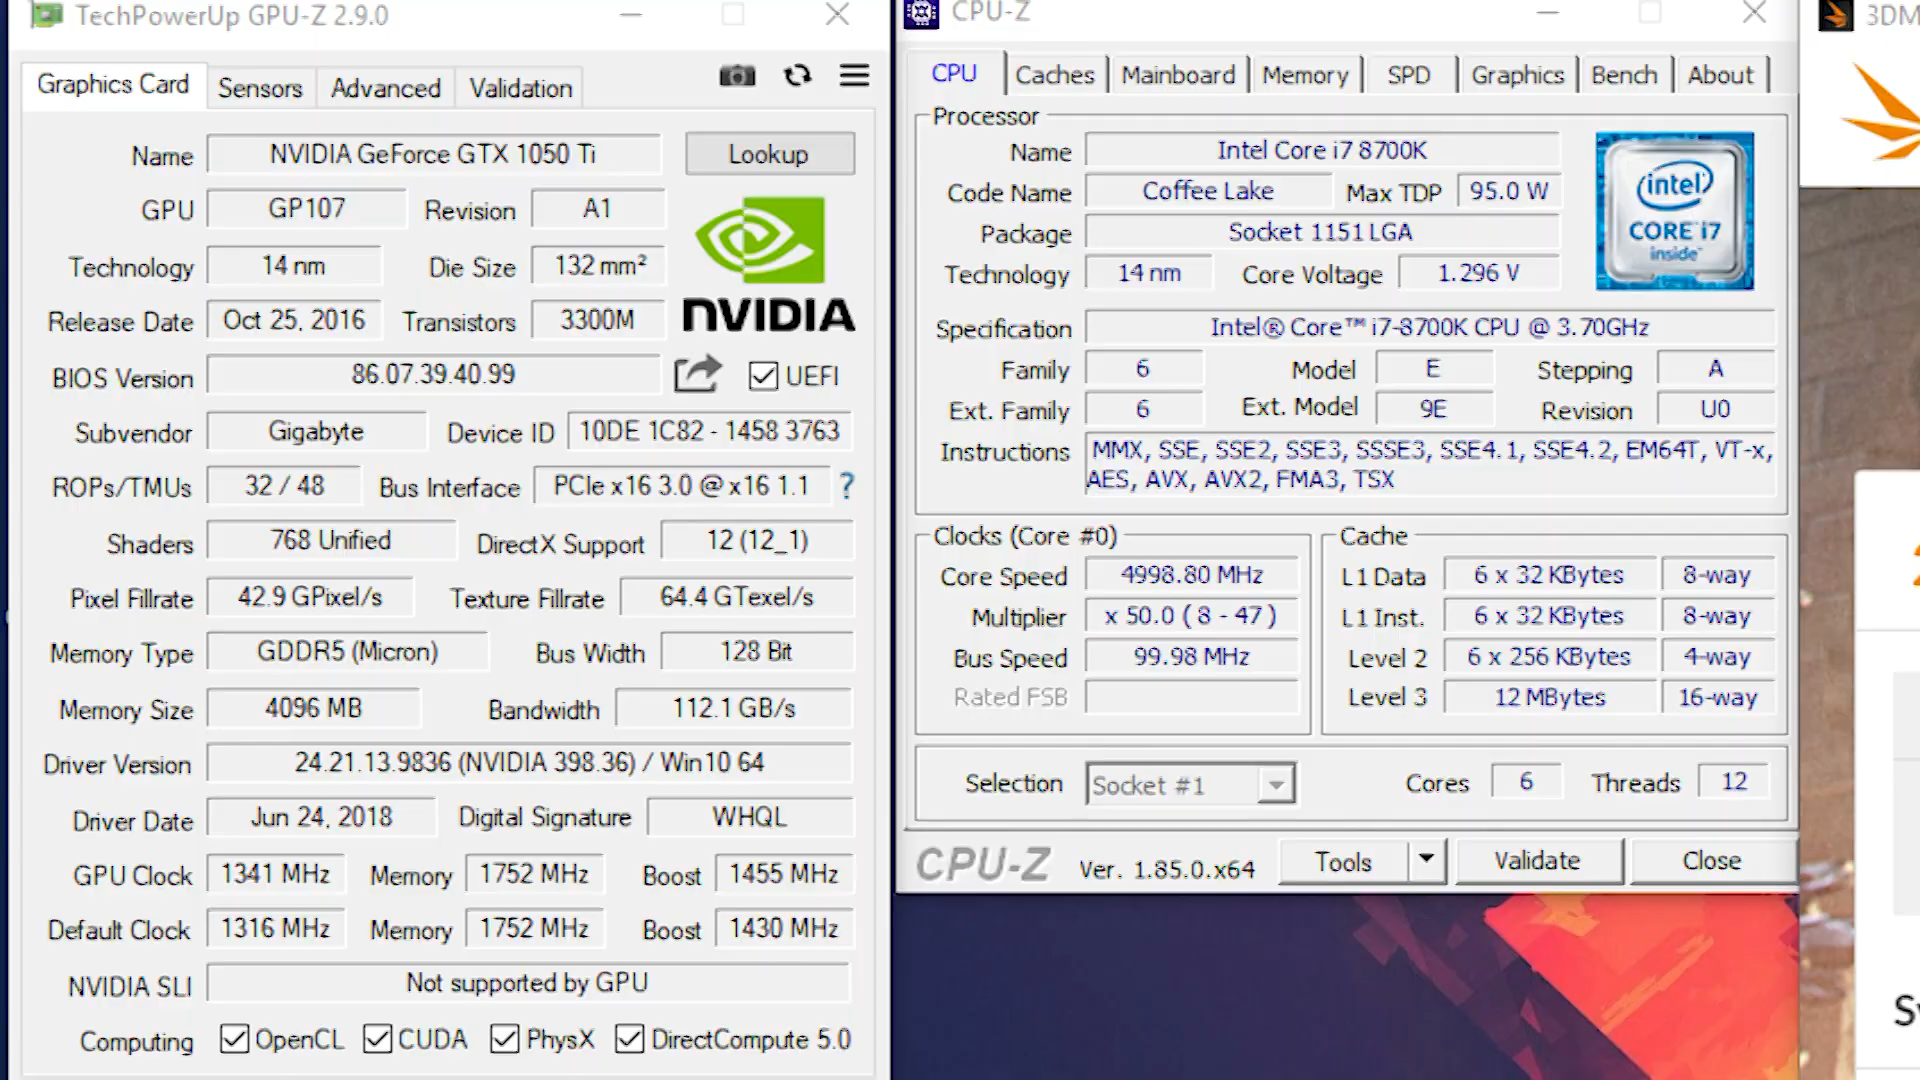 TechPowerUp GPU-Z 2.9.0
Graphics Card Sensors Advanced Validation
Name NVIDIA GeForce GTX 1050 Ti Lookup
GPU GP107 Revision A1
Technology 14 nm Die Size 132 mm²
Release Date Oct 25, 2016 Transistors 3300M
NVIDIA
BIOS Version 86.07.39.40.99 UEFI
Subvendor Gigabyte Device ID 10DE 1C82 - 1458 3763
ROPs/TMUs 32 / 48 Bus Interface PCIe x16 3.0 @ x16 1.1 ?
Shaders 768 Unified DirectX Support 12 (12_1)
Pixel Fillrate 42.9 GPixel/s Texture Fillrate 64.4 GTexel/s
Memory Type GDDR5 (Micron) Bus Width 128 Bit
Memory Size 4096 MB Bandwidth 112.1 GB/s
Driver Version 24.21.13.9836 (NVIDIA 398.36) / Win10 64
Driver Date Jun 24, 2018 Digital Signature WHQL
GPU Clock 1341 MHz Memory 1752 MHz Boost 1455 MHz
Default Clock 1316 MHz Memory 1752 MHz Boost 1430 MHz
NVIDIA SLI Not supported by GPU
Computing OpenCL CUDA PhysX DirectCompute 5.0
CPU-Z
CPU Caches Mainboard Memory SPD Graphics Bench About
Processor
Name Intel Core i7 8700K
Code Name Coffee Lake Max TDP 95.0 W
Package Socket 1151 LGA
Technology 14 nm Core Voltage 1.296 V
intel
CORE i7
inside™
Specification Intel® Core™ i7-8700K CPU @ 3.70GHz
Family 6 Model E Stepping A
Ext. Family 6 Ext. Model 9E Revision U0
Instructions MMX, SSE, SSE2, SSE3, SSSE3, SSE4.1, SSE4.2, EM64T, VT-x,
AES, AVX, AVX2, FMA3, TSX
Clocks (Core #0)
Core Speed 4998.80 MHz
Multiplier x 50.0 ( 8 - 47 )
Bus Speed 99.98 MHz
Rated FSB
Cache
L1 Data 6 x 32 KBytes 8-way
L1 Inst. 6 x 32 KBytes 8-way
Level 2 6 x 256 KBytes 4-way
Level 3 12 MBytes 16-way
Selection Socket #1 Cores 6 Threads 12
CPU-Z Ver. 1.85.0.x64 Tools Validate Close
3DM